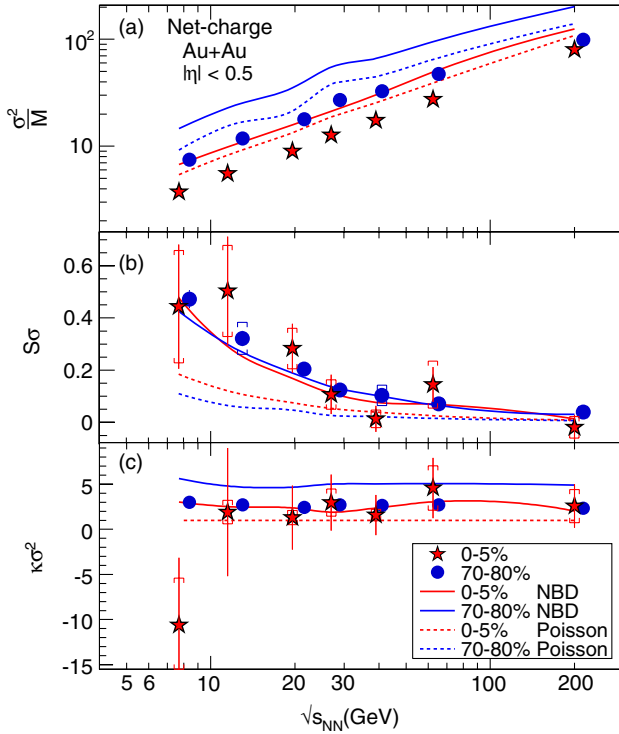 (a)
Net-charge
Au+Au
|η| < 0.5
10²
10
σ²/M
(b)
0.6
0.4
0.2
0
Sσ
(c)
5
0
-5
-10
-15
κσ²
0-5%
70-80%
0-5% NBD
70-80% NBD
0-5% Poisson
70-80% Poisson
5 6 10 20 30 100 200
√sNN(GeV)